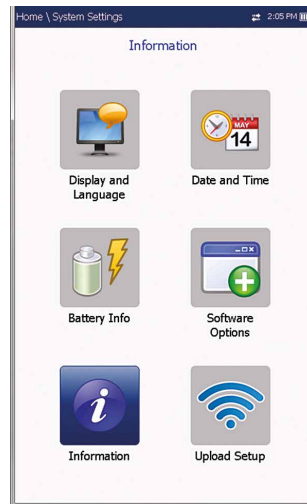 Home \ System Settings 2:05 PM
Information
Display and
Language
MAY
14
Date and Time
Battery Info
Software
Options
i
Information
Upload Setup